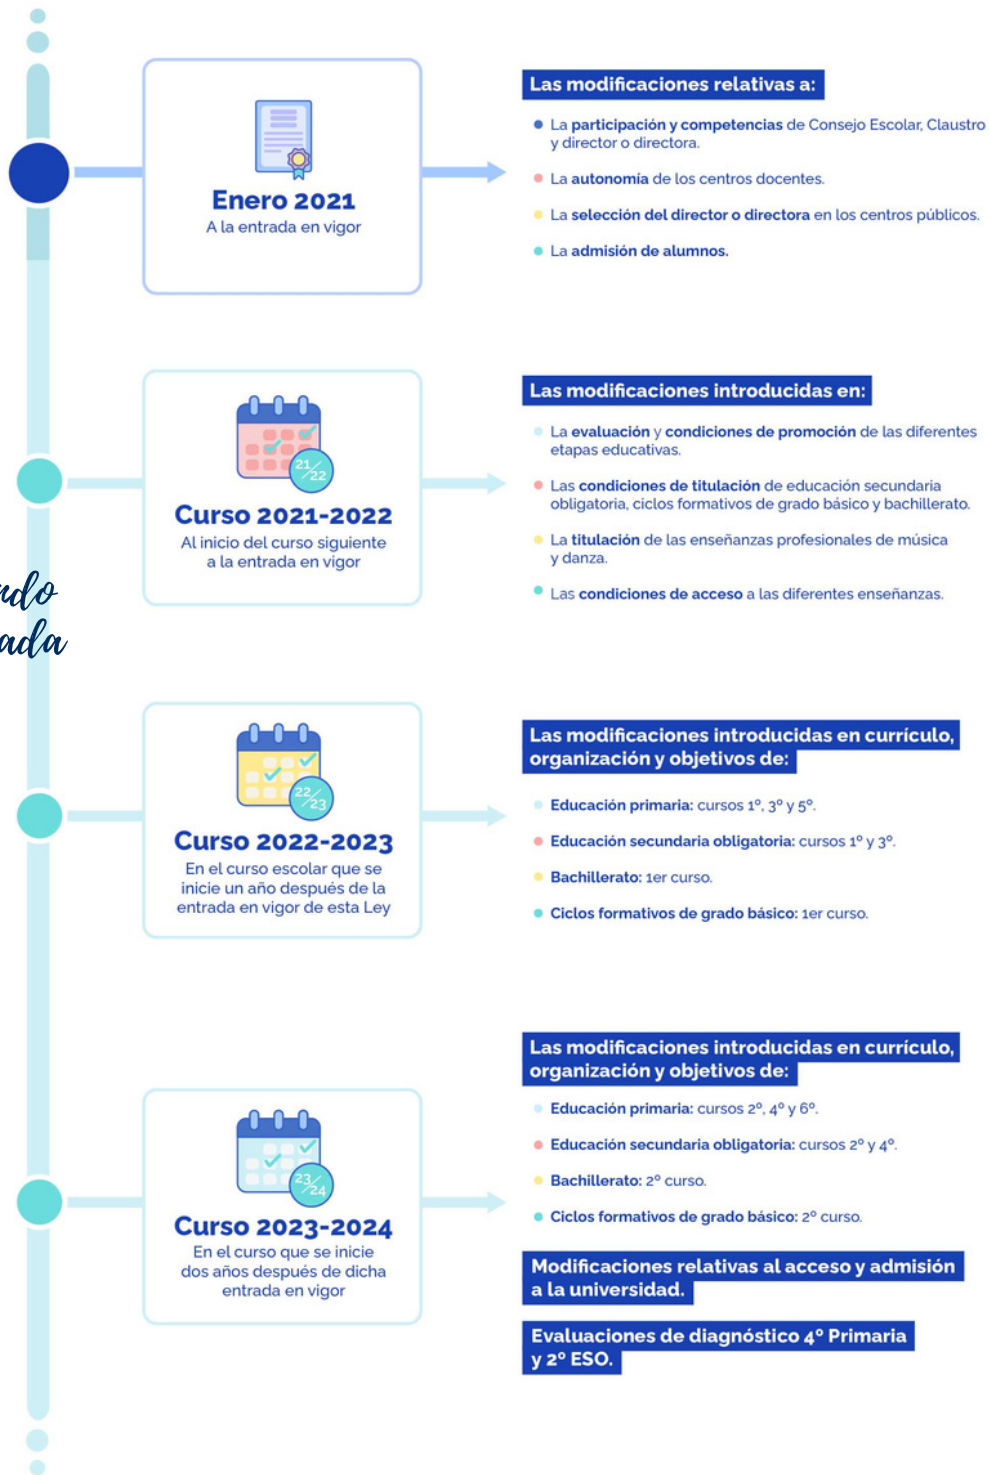 Enero 2021
A la entrada en vigor
Las modificaciones relativas a:
La participación y competencias de Consejo Escolar, Claustro
y director o directora.
La autonomía de los centros docentes.
La selección del director o directora en los centros públicos.
La admisión de alumnos.
21/22
Curso 2021-2022
Al inicio del curso siguiente
a la entrada en vigor
Las modificaciones introducidas en:
La evaluación y condiciones de promoción de las diferentes
etapas educativas.
Las condiciones de titulación de educación secundaria
obligatoria, ciclos formativos de grado básico y bachillerato.
La titulación de las enseñanzas profesionales de música
y danza.
Las condiciones de acceso a las diferentes enseñanzas.
22/23
Curso 2022-2023
En el curso escolar que se
inicie un año después de la
entrada en vigor de esta Ley
Las modificaciones introducidas en currículo,
organización y objetivos de:
Educación primaria: cursos 1º, 3º y 5º.
Educación secundaria obligatoria: cursos 1º y 3º.
Bachillerato: 1er curso.
Ciclos formativos de grado básico: 1er curso.
23/24
Curso 2023-2024
En el curso que se inicie
dos años después de dicha
entrada en vigor
Las modificaciones introducidas en currículo,
organización y objetivos de:
Educación primaria: cursos 2º, 4º y 6º.
Educación secundaria obligatoria: cursos 2º y 4º.
Bachillerato: 2º curso.
Ciclos formativos de grado básico: 2º curso.
Modificaciones relativas al acceso y admisión
a la universidad.
Evaluaciones de diagnóstico 4º Primaria
y 2º ESO.